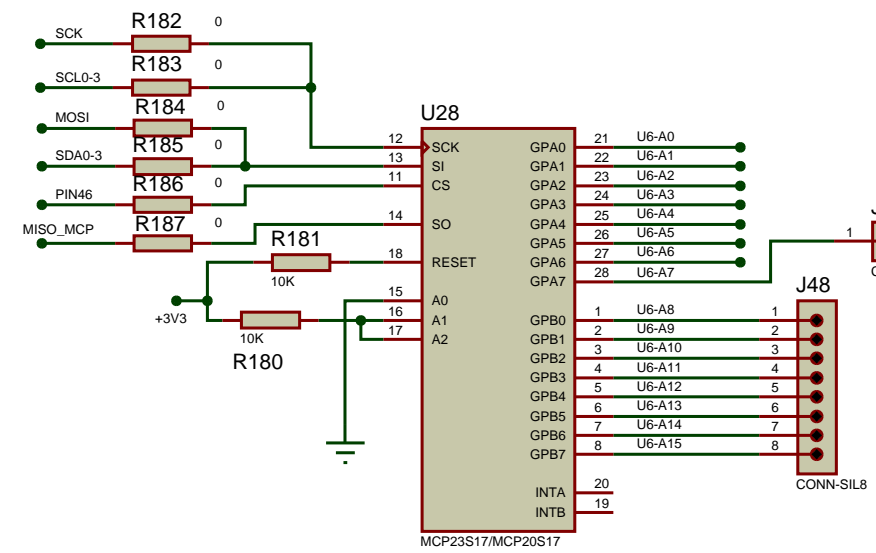 R182 0
SCK
R183 0
SCL0-3
R184 0
MOSI
R185 0
SDA0-3
R186 0
PIN46
R187 0
MISO_MCP
R181
10K
+3V3
10K
R180
U28
12 SCK GPA0 21 U6-A0
13 SI GPA1 22 U6-A1
11 CS GPA2 23 U6-A2
GPA3 24 U6-A3
14 SO GPA4 25 U6-A4
GPA5 26 U6-A5
18 RESET GPA6 27 U6-A6
GPA7 28 U6-A7 1
15 A0
16 A1
17 A2
J48
GPB0 1 U6-A8 1
GPB1 2 U6-A9 2
GPB2 3 U6-A10 3
GPB3 4 U6-A11 4
GPB4 5 U6-A12 5
GPB5 6 U6-A13 6
GPB6 7 U6-A14 7
GPB7 8 U6-A15 8
CONN-SIL8
INTA 20
INTB 19
MCP23S17/MCP20S17